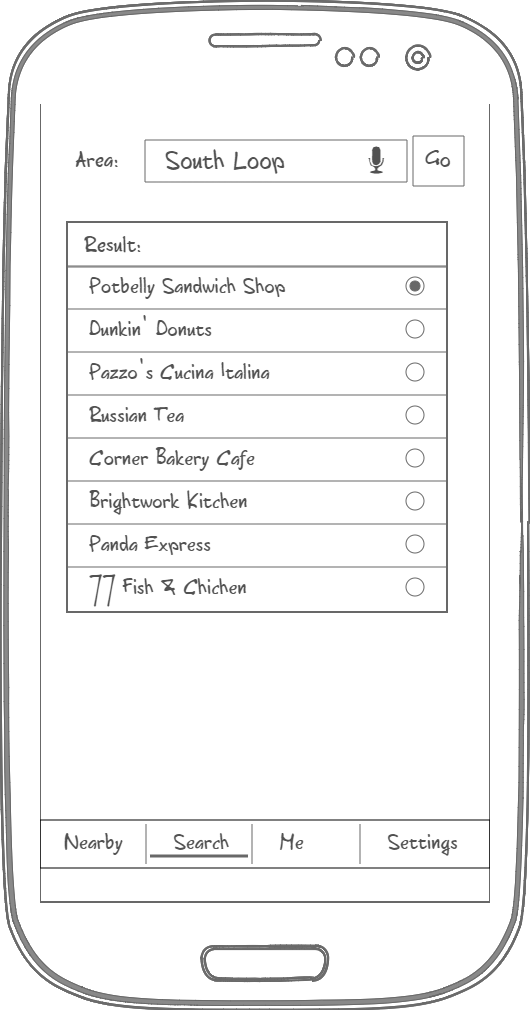 Area: South Loop Go
Result:
Potbelly Sandwich Shop
Dunkin' Donuts
Pazzo's Cucina Italina
Russian Tea
Corner Bakery Cafe
Brightwork Kitchen
Panda Express
77 Fish & Chichen
Nearby Search Me Settings